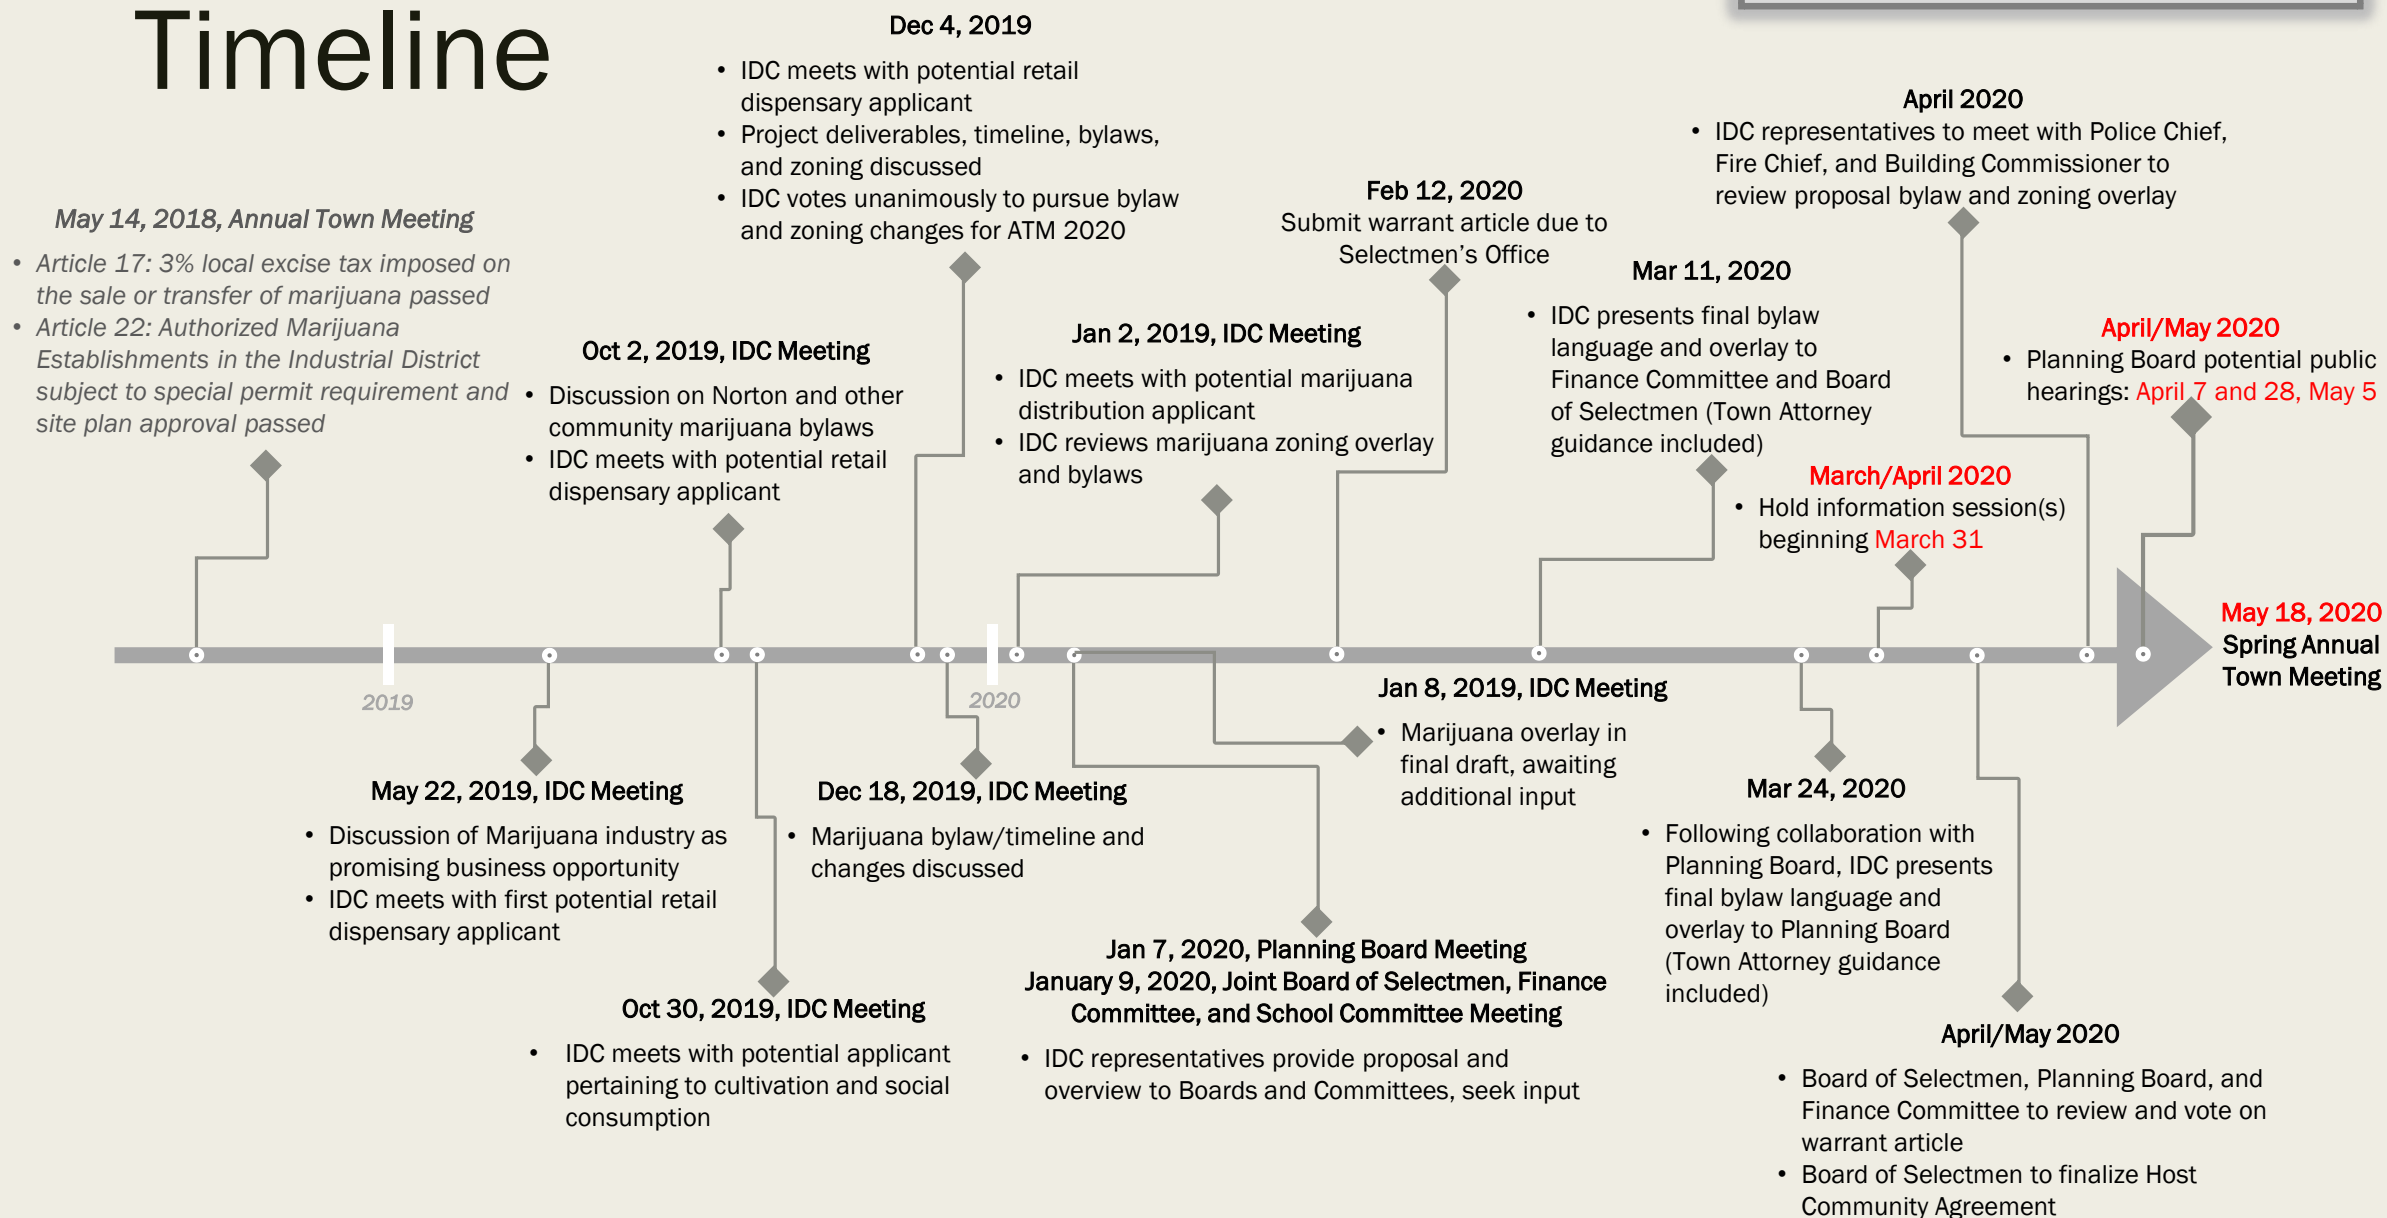 Timeline
May 14, 2018, Annual Town Meeting
• Article 17: 3% local excise tax imposed on
the sale or transfer of marijuana passed
• Article 22: Authorized Marijuana
Establishments in the Industrial District
subject to special permit requirement and
site plan approval passed
Oct 2, 2019, IDC Meeting
• Discussion on Norton and other
community marijuana bylaws
• IDC meets with potential retail
dispensary applicant
Dec 4, 2019
• IDC meets with potential retail
dispensary applicant
• Project deliverables, timeline, bylaws,
and zoning discussed
• IDC votes unanimously to pursue bylaw
and zoning changes for ATM 2020
Jan 2, 2019, IDC Meeting
• IDC meets with potential marijuana
distribution applicant
• IDC reviews marijuana zoning overlay
and bylaws
Feb 12, 2020
Submit warrant article due to
Selectmen’s Office
Mar 11, 2020
• IDC presents final bylaw
language and overlay to
Finance Committee and Board
of Selectmen (Town Attorney
guidance included)
March/April 2020
• Hold information session(s)
beginning March 31
April 2020
• IDC representatives to meet with Police Chief,
Fire Chief, and Building Commissioner to
review proposal bylaw and zoning overlay
April/May 2020
• Planning Board potential public
hearings: April 7 and 28, May 5
May 18, 2020
Spring Annual
Town Meeting
2019
2020
May 22, 2019, IDC Meeting
• Discussion of Marijuana industry as
promising business opportunity
• IDC meets with first potential retail
dispensary applicant
Oct 30, 2019, IDC Meeting
• IDC meets with potential applicant
pertaining to cultivation and social
consumption
Dec 18, 2019, IDC Meeting
• Marijuana bylaw/timeline and
changes discussed
Jan 7, 2020, Planning Board Meeting
January 9, 2020, Joint Board of Selectmen, Finance
Committee, and School Committee Meeting
• IDC representatives provide proposal and
overview to Boards and Committees, seek input
Jan 8, 2019, IDC Meeting
• Marijuana overlay in
final draft, awaiting
additional input
Mar 24, 2020
• Following collaboration with
Planning Board, IDC presents
final bylaw language and
overlay to Planning Board
(Town Attorney guidance
included)
April/May 2020
• Board of Selectmen, Planning Board, and
Finance Committee to review and vote on
warrant article
• Board of Selectmen to finalize Host
Community Agreement